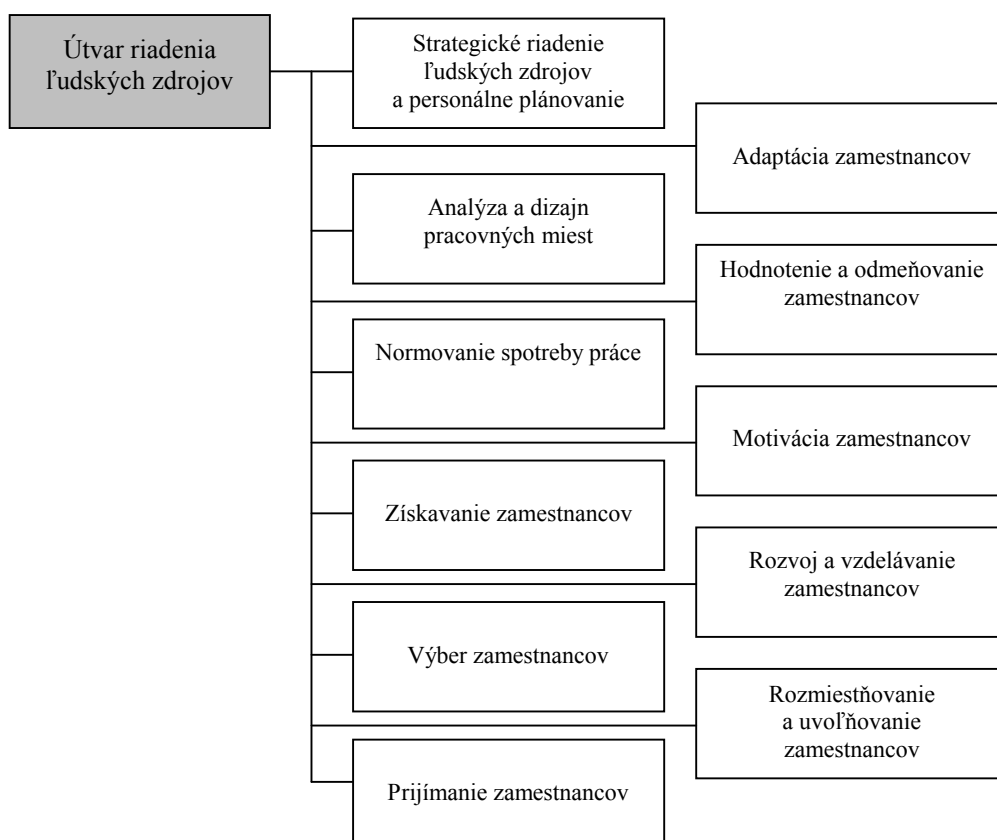 Útvar riadenia
ľudských zdrojov
Strategické riadenie
ľudských zdrojov
a personálne plánovanie
Adaptácia zamestnancov
Analýza a dizajn
pracovných miest
Hodnotenie a odmeňovanie
zamestnancov
Normovanie spotreby práce
Motivácia zamestnancov
Získavanie zamestnancov
Rozvoj a vzdelávanie
zamestnancov
Výber zamestnancov
Rozmiestňovanie
a uvoľňovanie
zamestnancov
Prijímanie zamestnancov